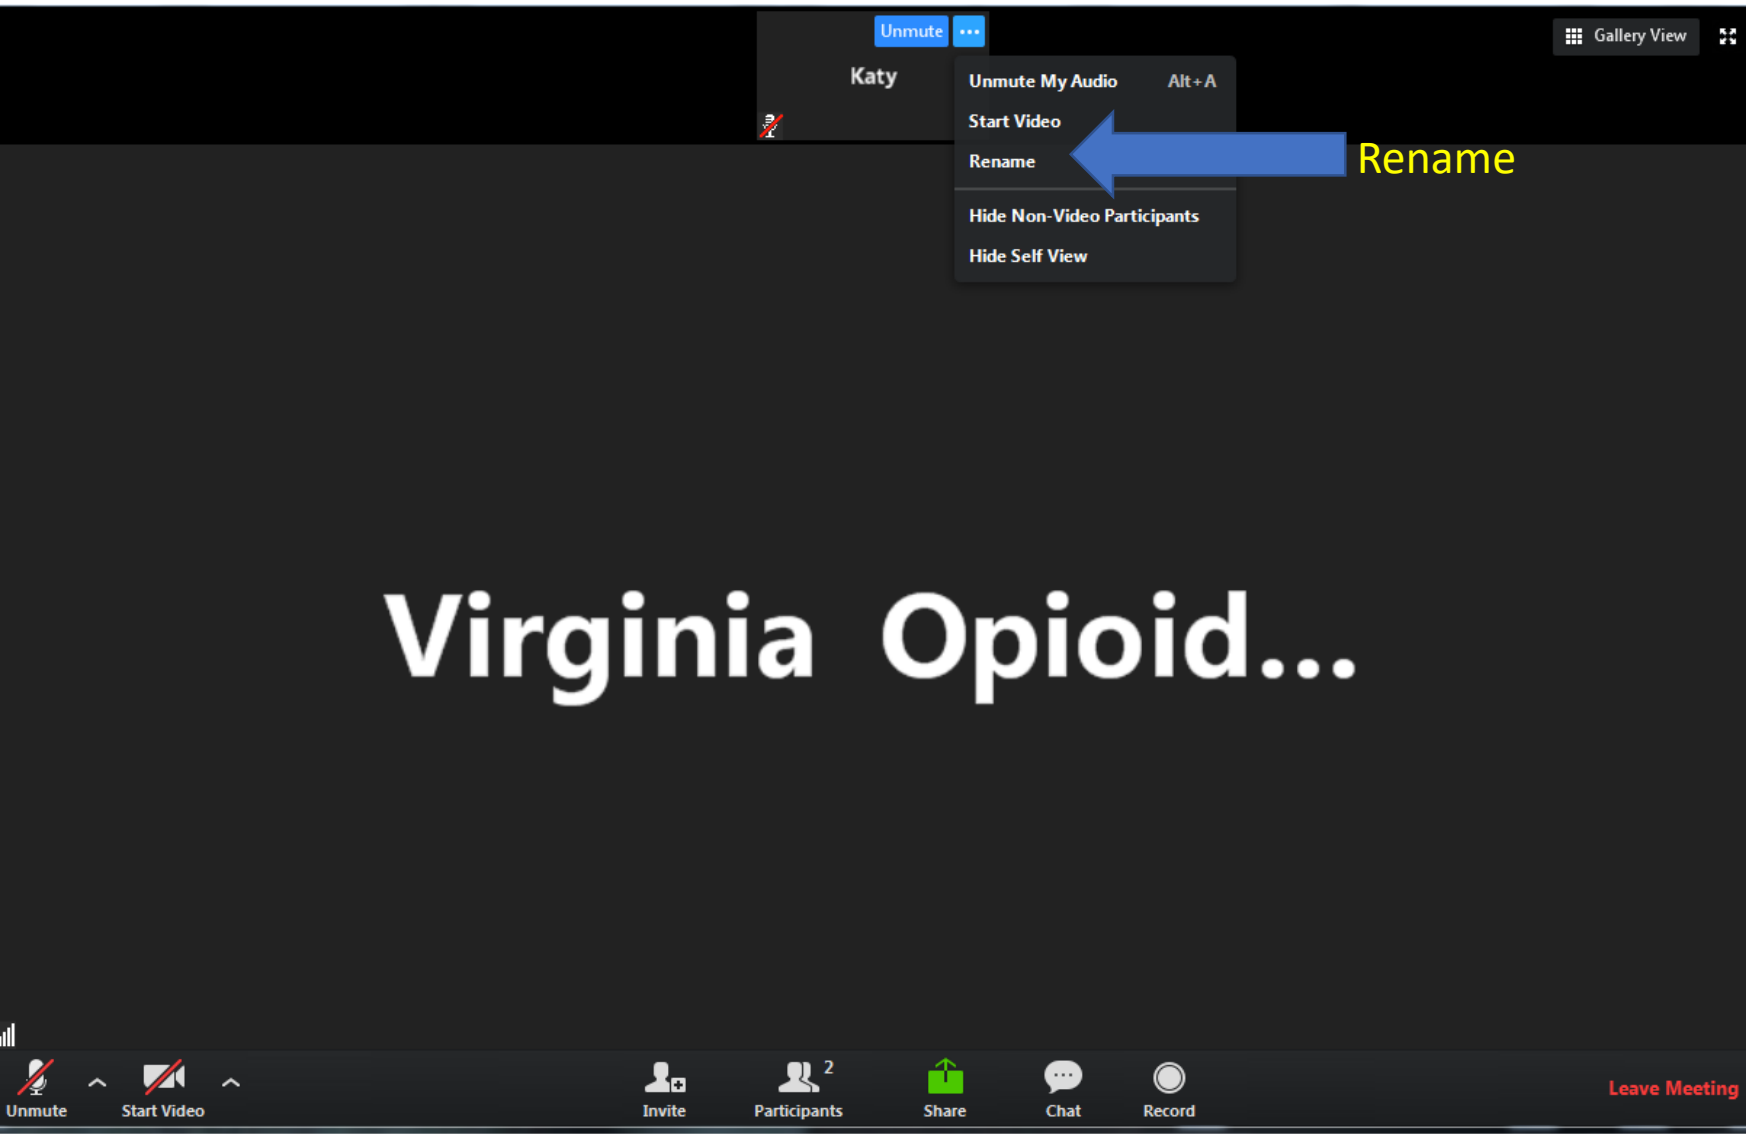 Unmute ...
Gallery View
Katy
Unmute My Audio Alt+A
Start Video
Rename
Rename
Hide Non-Video Participants
Hide Self View
Virginia Opioid...
2
Unmute Start Video Invite Participants Share Chat Record
Leave Meeting